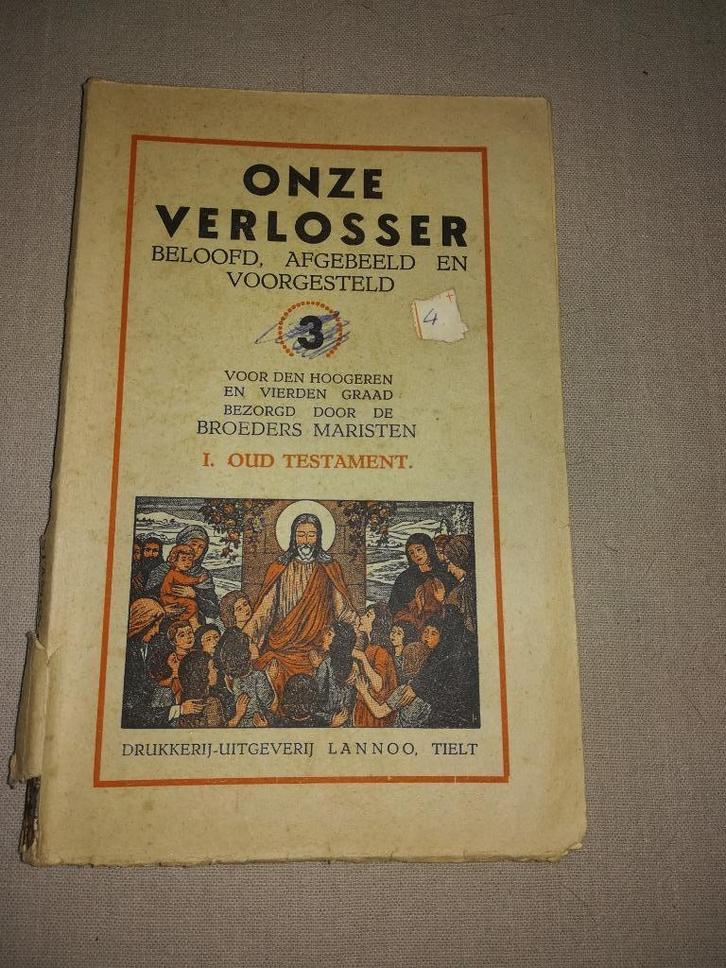 ONZE
VERLOSSER
BELOOFD, AFGEBEELD EN
VOORGESTELD
3
4
VOOR DEN HOOGEREN
EN VIERDEN GRAAD
BEZORGD DOOR DE
BROEDERS MARISTEN
I. OUD TESTAMENT.
DRUKKERIJ-UITGEVERIJ LANNOO, TIELT